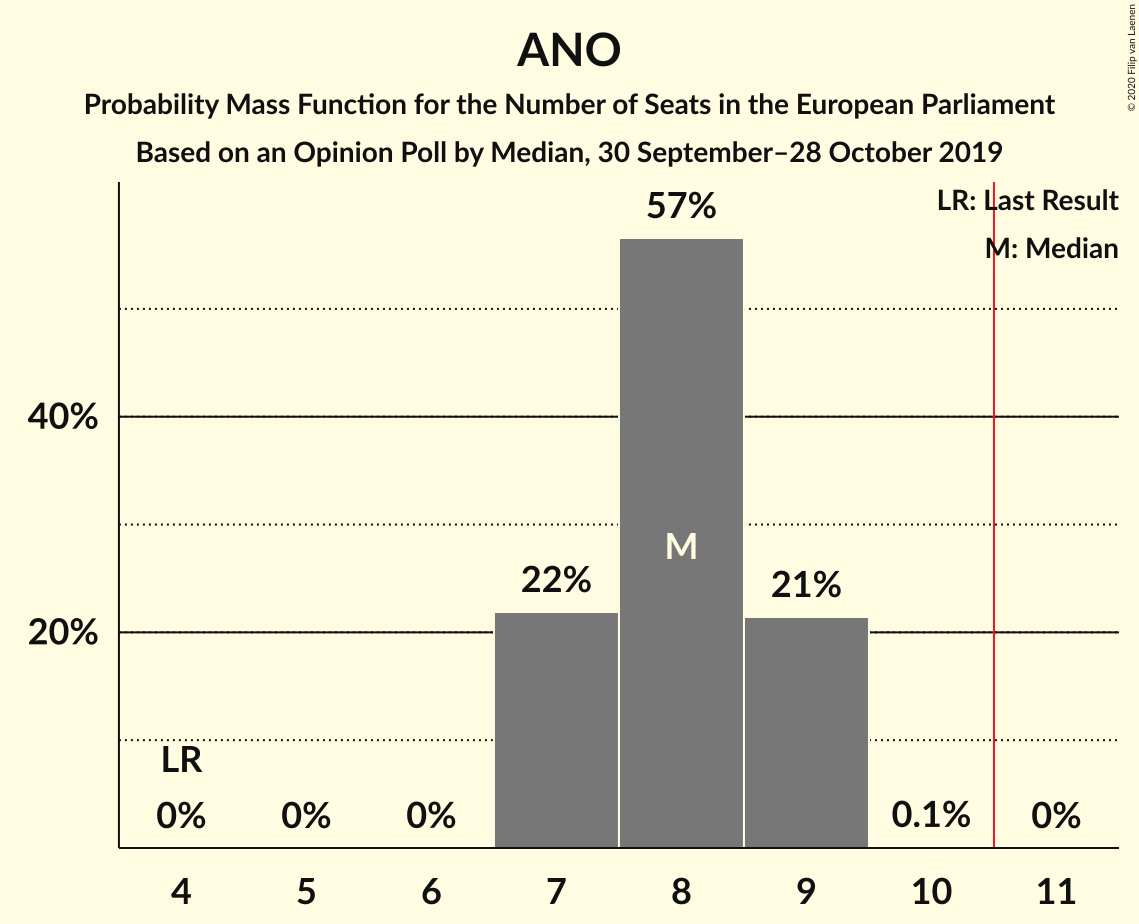 ANO
Probability Mass Function for the Number of Seats in the European Parliament
Based on an Opinion Poll by Median, 30 September–28 October 2019
© 2020 Filip van Laenen
LR: Last Result
M: Median
57%
40%
M
22%
21%
20%
LR
0%
0%
0%
0.1%
0%
4
5
6
7
8
9
10
11